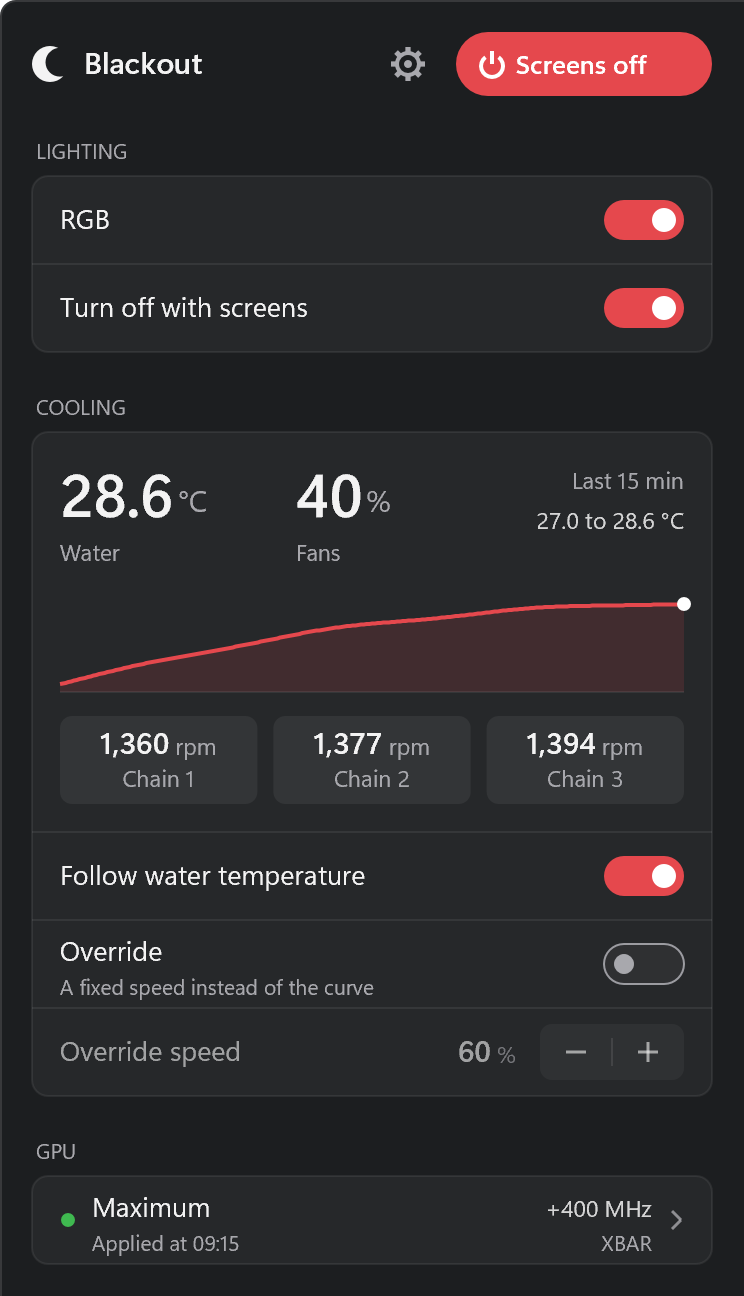 Blackout
Screens off
LIGHTING
RGB
Turn off with screens
COOLING
28.6 °C
Water
40 %
Fans
Last 15 min
27.0 to 28.6 °C
1,360 rpm
Chain 1
1,377 rpm
Chain 2
1,394 rpm
Chain 3
Follow water temperature
Override
A fixed speed instead of the curve
Override speed
60 %
GPU
Maximum
Applied at 09:15
+400 MHz
XBAR